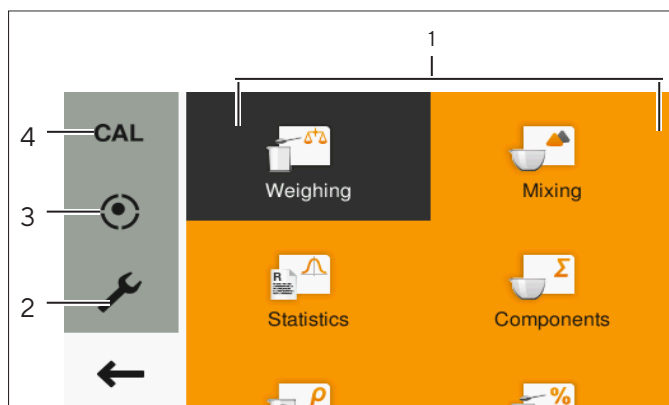 1
4 CAL
Weighing
Mixing
3
2
R
Σ
Statistics
Components
ρ
%